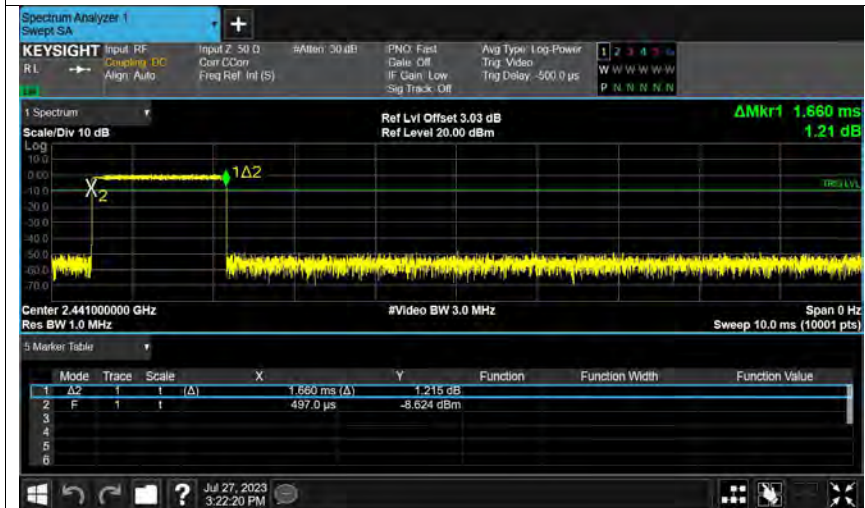 Spectrum Analyzer 1
Swept SA
+
KEYSIGHT Input: RF Input Z: 50 Ω #Atten: 30 dB PNO: Fast Avg Type: Log-Power 1 2 3 4 5 6
RL Coupling: DC Corr CCorr Gate: Off Trig: Video W W W W W W
Align: Auto Freq Ref: Int (S) IF Gain: Low Trig Delay: -500.0 µs P N N N N N
Sig Track: Off
1 Spectrum Ref Lvl Offset 3.03 dB ΔMkr1 1.660 ms
Scale/Div 10 dB Ref Level 20.00 dBm 1.21 dB
Log
10.0
0.00 1Δ2
-10.0 X2 TRIG LVL
-20.0
-30.0
-40.0
-50.0
-60.0
-70.0
Center 2.441000000 GHz #Video BW 3.0 MHz Span 0 Hz
Res BW 1.0 MHz Sweep 10.0 ms (10001 pts)
5 Marker Table
Mode Trace Scale X Y Function Function Width Function Value
1 Δ2 1 t (Δ) 1.660 ms (Δ) 1.215 dB
2 F 1 t 497.0 µs -8.624 dBm
3
4
5
6
? Jul 27, 2023
3:22:20 PM